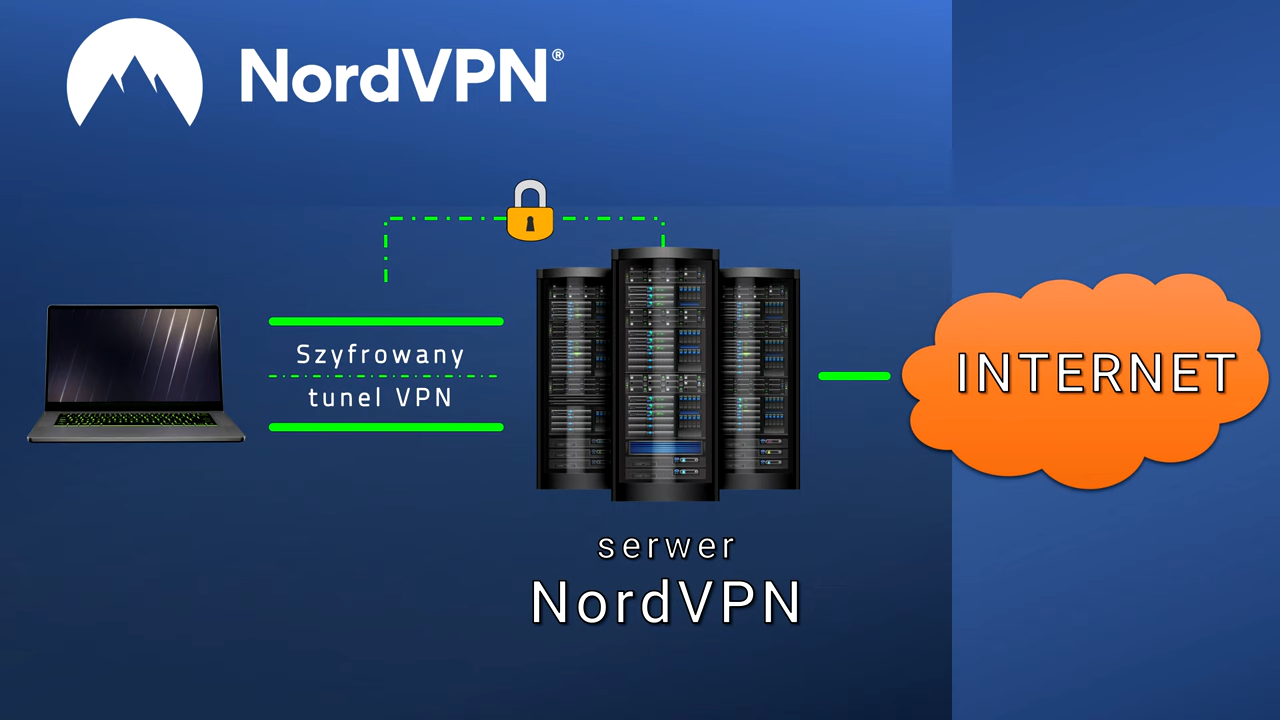 NordVPN®
Szyfrowany
tunel VPN
INTERNET
serwer
NordVPN